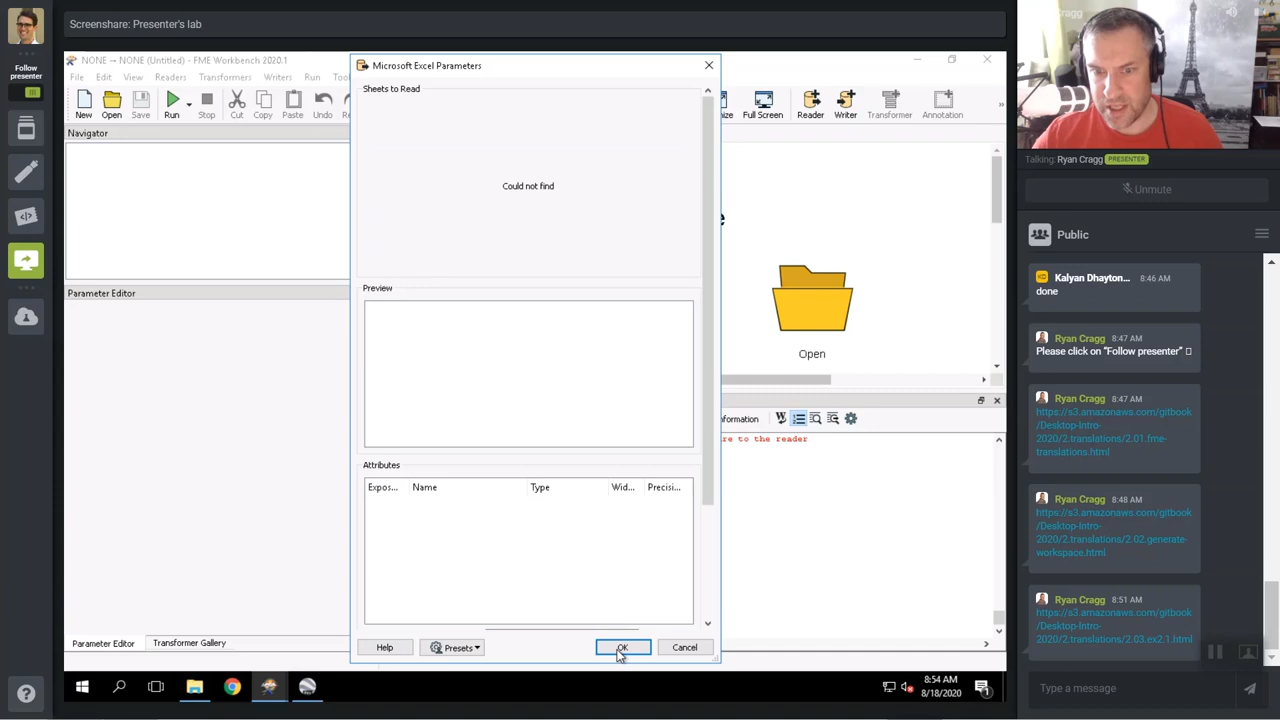 Screenshare: Presenter's lab
Follow
presenter
NONE → NONE (Untitled) - FME Workbench 2020.1
File Edit View Readers Transformers Writers Run
New Open Save Run Stop Cut Copy Paste Undo
Full Screen Reader Writer Transformer Annotation
Navigator
Parameter Editor
Microsoft Excel Parameters
Sheets to Read
Could not find
Preview
Attributes
Expos... Name Type Wid... Precisi...
Help Presets OK Cancel
Open
re to the reader
Parameter Editor Transformer Gallery
8:54 AM
8/18/2020
1
Talking: Ryan Cragg PRESENTER
Unmute
Public
Kalyan Dhayton... 8:46 AM
done
Ryan Cragg 8:47 AM
Please click on "Follow presenter"
Ryan Cragg 8:47 AM
https://s3.amazonaws.com/gitbook
/Desktop-Intro-
2020/2.translations/2.01.fme-
translations.html
Ryan Cragg 8:48 AM
https://s3.amazonaws.com/gitbook
/Desktop-Intro-
2020/2.translations/2.02.generate-
workspace.html
Ryan Cragg 8:51 AM
https://s3.amazonaws.com/gitbook
/Desktop-Intro-
2020/2.translations/2.03.ex2.1.html
Type a message